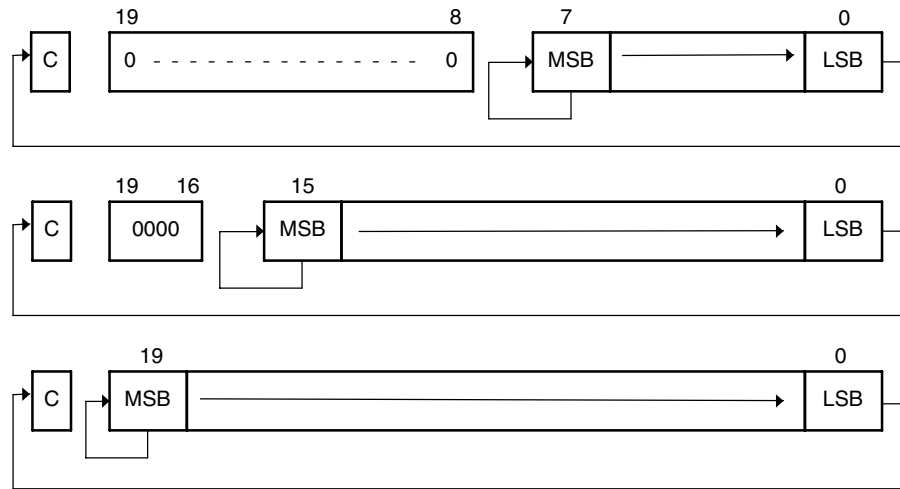 19 8 7 0
C 0 - - - - - - - - - - - - - - - 0 MSB LSB
19 16 15 0
C 0000 MSB LSB
19 0
C MSB LSB